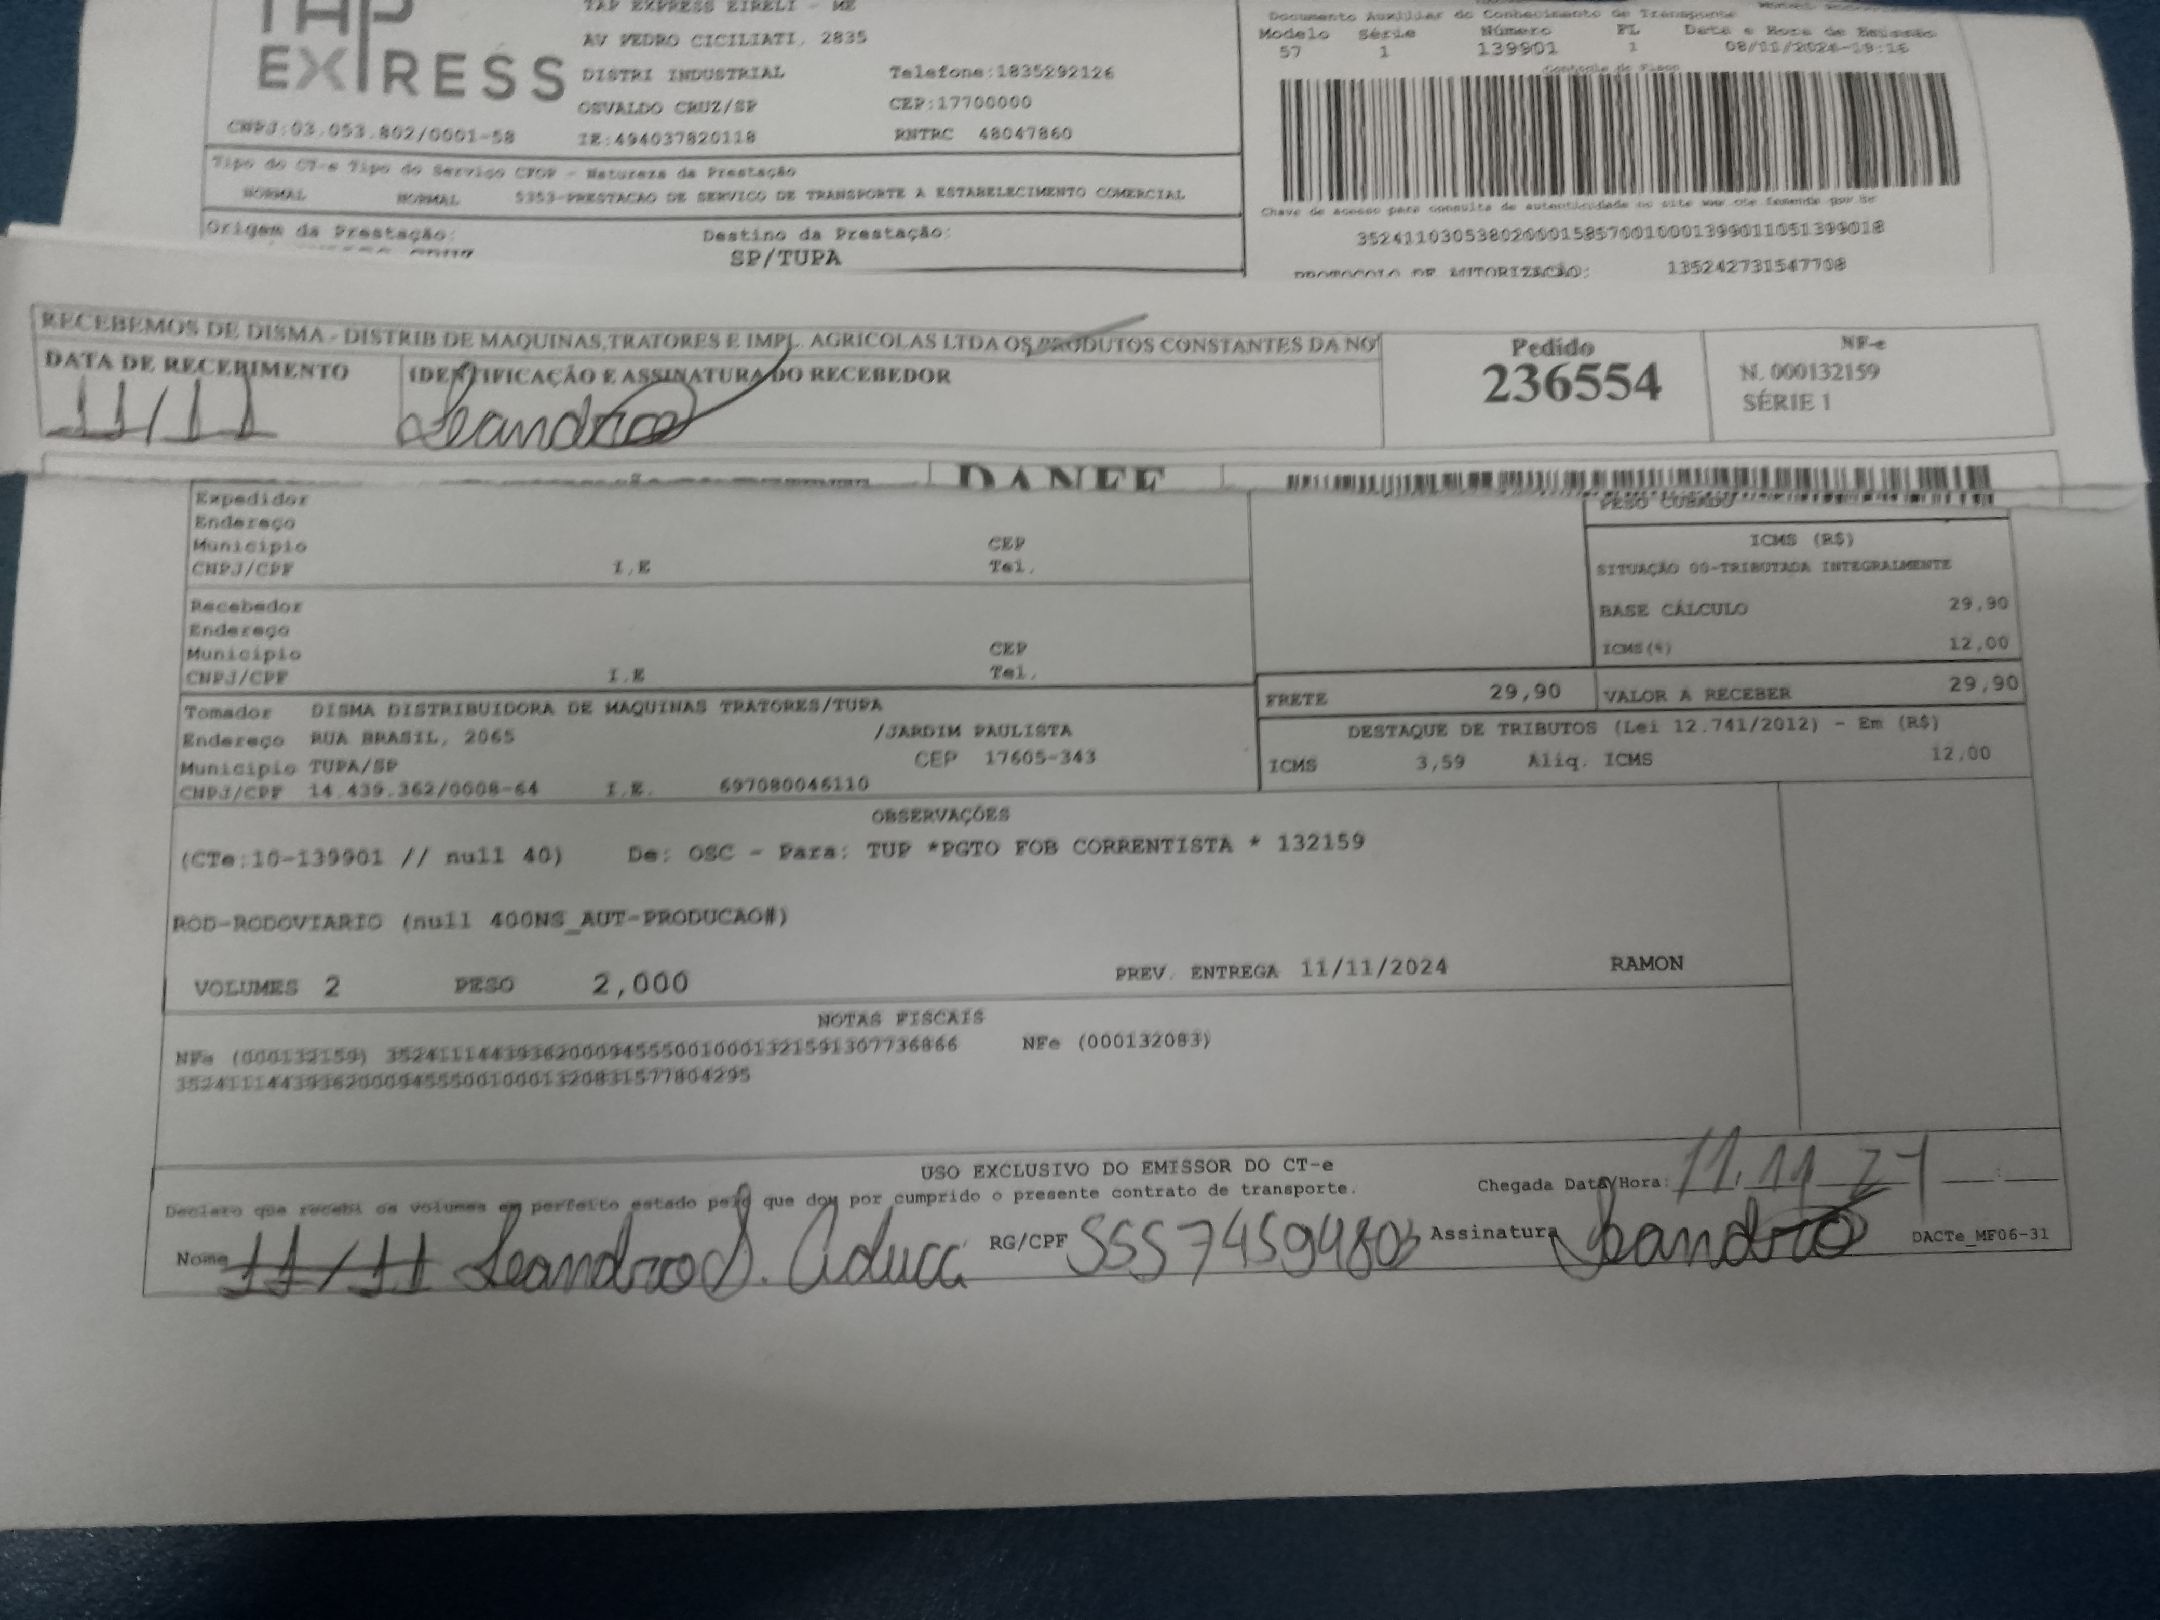 TAP
EXPRESS
TAP EXPRESS EIRELI - ME
AV PEDRO CICILIATI, 2835
DISTRI INDUSTRIAL Telefone:1835292126
OSVALDO CRUZ/SP CEP:17700000
CNPJ:03.053.802/0001-58 IE:494037820118 RNTRC 48047860
Documento Auxiliar do Conhecimento de Transporte
Modelo Série Número FL Data e Hora de Emissão
57 1 139901 1 08/11/2024-19:16
Controle do Fisco
Tipo do CT-e Tipo do Serviço CFOP - Natureza da Prestação
NORMAL NORMAL 5353-PRESTACAO DE SERVICO DE TRANSPORTE A ESTABELECIMENTO COMERCIAL
Chave de acesso para consulta de autenticidade no site www.cte.fazenda.gov.br
35241103053802000158570010001399011051399018
Origem da Prestação: Destino da Prestação:
SP/TUPA
PROTOCOLO DE AUTORIZAÇÃO: 135242731547708
RECEBEMOS DE DISMA - DISTRIB DE MAQUINAS,TRATORES E IMPL. AGRICOLAS LTDA OS PRODUTOS CONSTANTES DA NO
DATA DE RECEBIMENTO IDENTIFICAÇÃO E ASSINATURA DO RECEBEDOR
11/11 Leandro
Pedido
236554
NF-e
N. 000132159
SÉRIE 1
DANFE
Expedidor
Endereço
Municipio CEP
CNPJ/CPF I.E Tel.
Recebedor
Endereço
Municipio CEP
CNPJ/CPF I.E Tel.
PESO CUBADO
ICMS (R$)
SITUAÇÃO 00-TRIBUTADA INTEGRALMENTE
BASE CÁLCULO 29,90
ICMS(%) 12,00
FRETE 29,90 VALOR A RECEBER 29,90
Tomador DISMA DISTRIBUIDORA DE MAQUINAS TRATORES/TUPA
Endereço RUA BRASIL, 2065 /JARDIM PAULISTA
Municipio TUPA/SP CEP 17605-343
CNPJ/CPF 14.439.362/0008-64 I.E. 697080046110
DESTAQUE DE TRIBUTOS (Lei 12.741/2012) - Em (R$)
ICMS 3,59 Aliq. ICMS 12,00
OBSERVAÇÕES
(CTe:10-139901 // null 40) De: OSC - Para: TUP *PGTO FOB CORRENTISTA * 132159
ROD-RODOVIARIO (null 400NS_AUT-PRODUCAO#)
VOLUMES 2 PESO 2,000 PREV. ENTREGA 11/11/2024 RAMON
NOTAS FISCAIS
NFe (000132159) 35241114439362000945550010001321591307736866 NFe (000132083)
35241114439362000945550010001320831577804295
USO EXCLUSIVO DO EMISSOR DO CT-e
Declaro que recebi os volumes em perfeito estado pelo que dou por cumprido o presente contrato de transporte. Chegada Data/Hora: 11.11.24
Nome 11/11 Leandro RG/CPF 55574594803 Assinatura Leandro DACTe_MF06-31